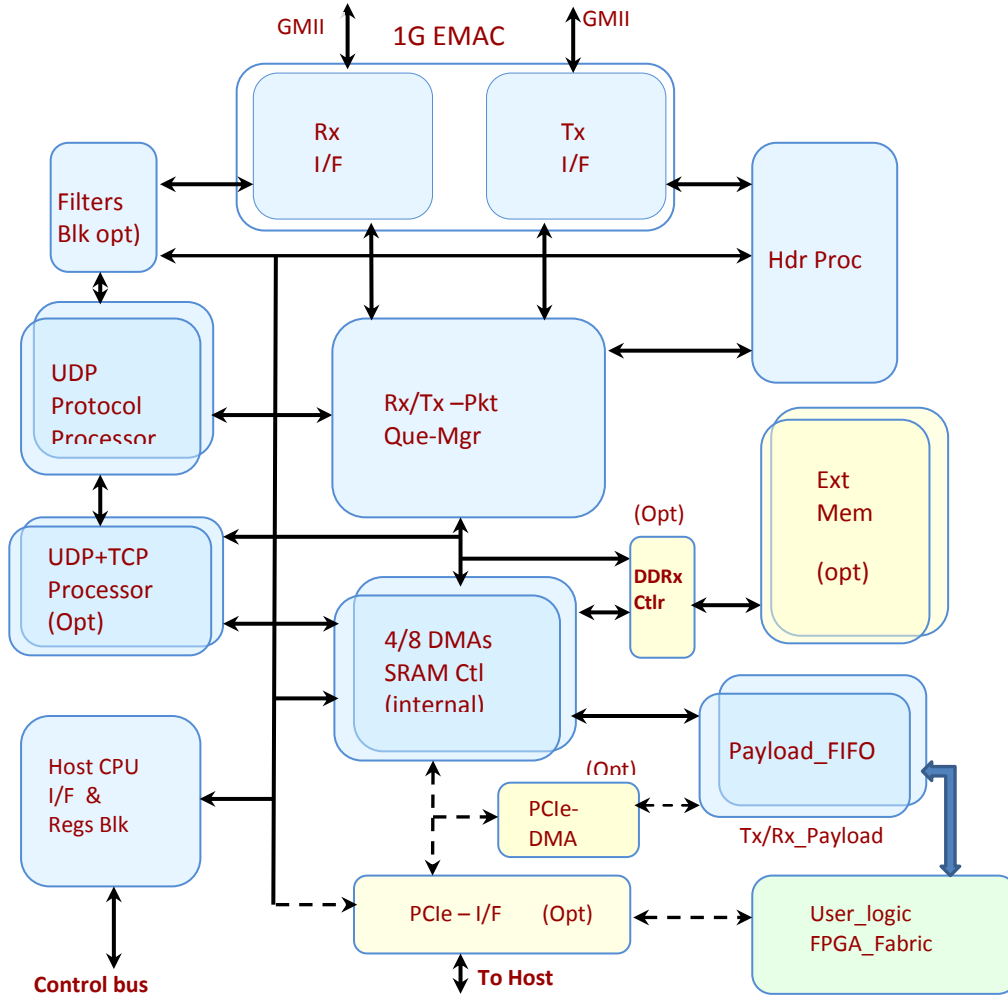 GMII
GMII
1G EMAC
Rx
I/F
Tx
I/F
Filters
Blk opt)
Hdr Proc
UDP
Protocol
Processor
Rx/Tx –Pkt
Que-Mgr
Ext
Mem
(opt)
(Opt)
DDRx
Ctlr
UDP+TCP
Processor
(Opt)
4/8 DMAs
SRAM Ctl
(internal)
Payload_FIFO
Host CPU
I/F &
Regs Blk
(Opt)
PCIe-
DMA
Tx/Rx_Payload
PCIe – I/F (Opt)
User_logic
FPGA_Fabric
To Host
Control bus